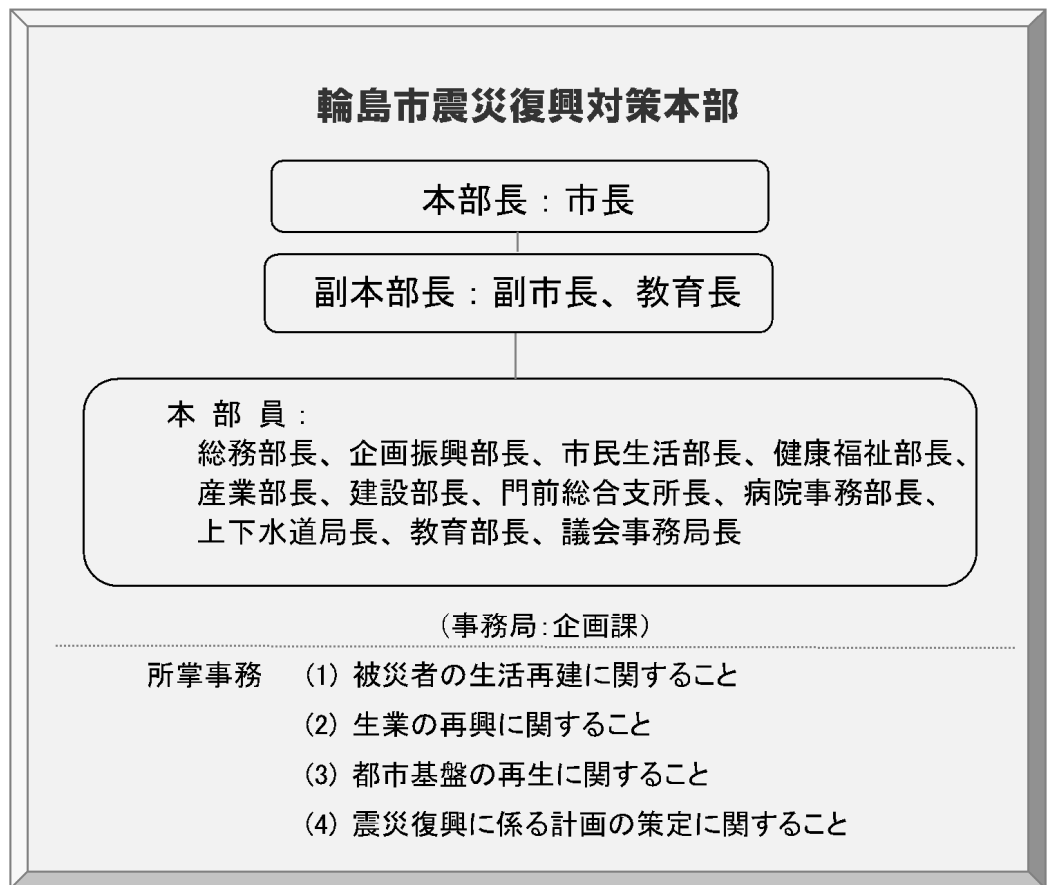 輪島市震災復興対策本部
本部長：市長
副本部長：副市長、教育長
本 部 員：
総務部長、企画振興部長、市民生活部長、健康福祉部長、
産業部長、建設部長、門前総合支所長、病院事務部長、
上下水道局長、教育部長、議会事務局長
（事務局：企画課）
所掌事務 (1) 被災者の生活再建に関すること
(2) 生業の再興に関すること
(3) 都市基盤の再生に関すること
(4) 震災復興に係る計画の策定に関すること